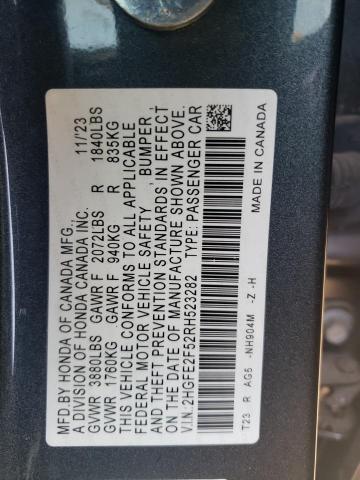 MFD. BY HONDA OF CANADA MFG., 11/23
A DIVISION OF HONDA CANADA INC.
GVWR 3880LBS GAWR F 2072LBS R 1840LBS
GVWR 1760KG GAWR F 940KG R 835KG
THIS VEHICLE CONFORMS TO ALL APPLICABLE
FEDERAL MOTOR VEHICLE SAFETY BUMPER,
AND THEFT PREVENTION STANDARDS IN EFFECT
ON THE DATE OF MANUFACTURE SHOWN ABOVE.
V.I.N.:2HGFE2F52RH523282 TYPE: PASSENGER CAR
T23 R AG5 -NH904M -Z -H MADE IN CANADA